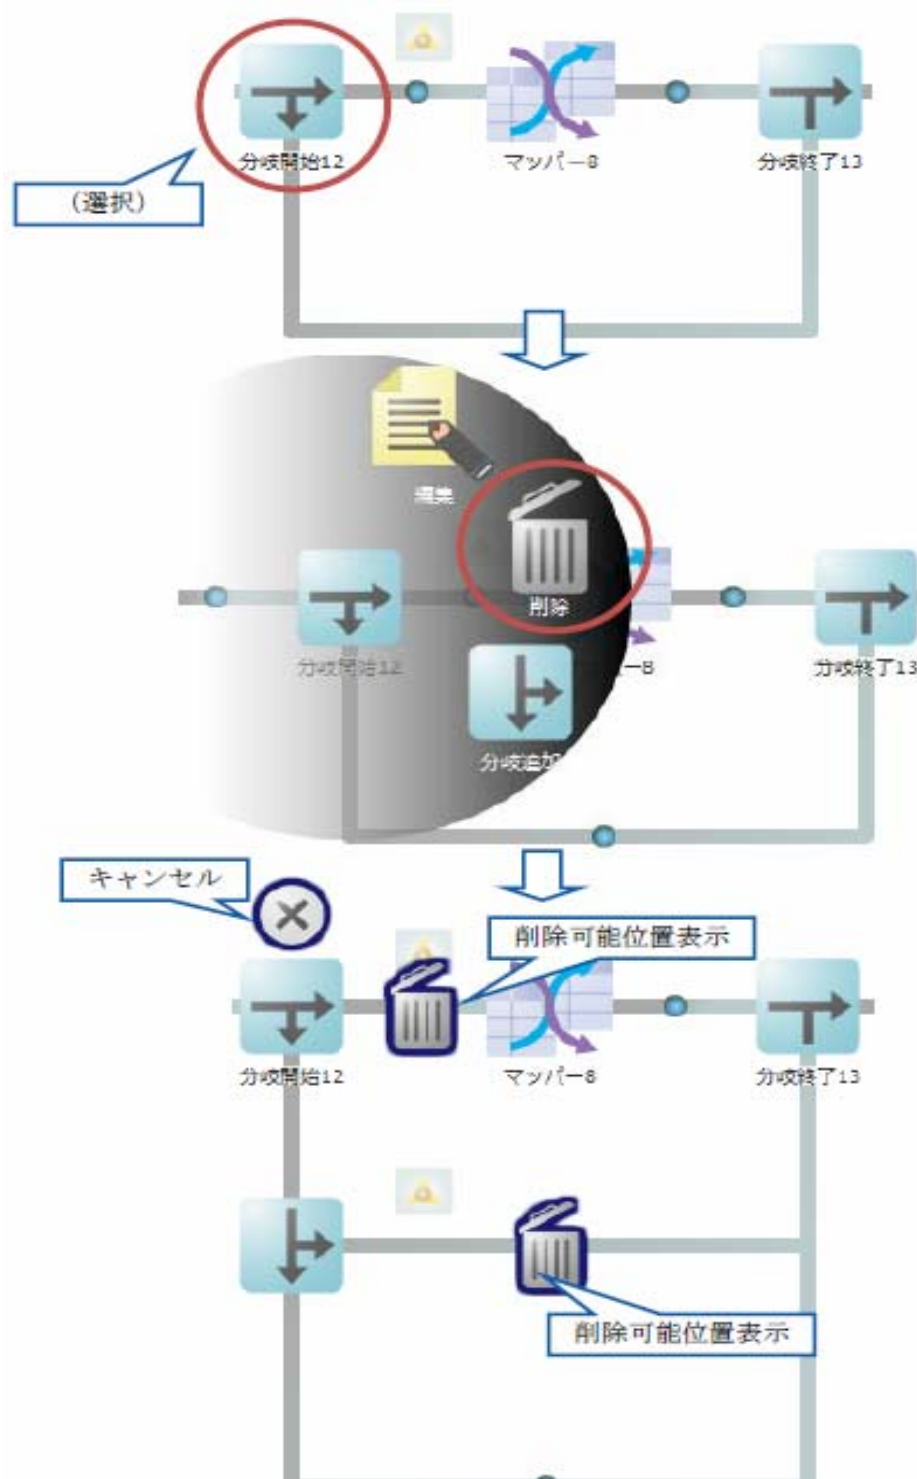 分岐開始12
マッパー8
分岐終了13
(選択)
編集
削除
分岐開始12
ー8
分岐終了13
分岐追加
キャンセル
削除可能位置表示
分岐開始12
マッパー8
分岐終了13
削除可能位置表示